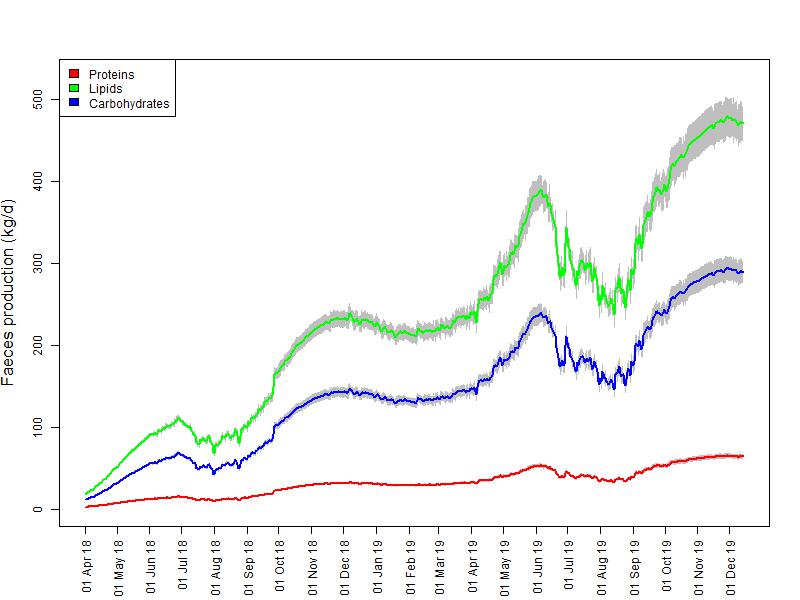 Proteins
Lipids
Carbohydrates
Faeces production (kg/d)
500
400
300
200
100
0
01 Apr 18
01 May 18
01 Jun 18
01 Jul 18
01 Aug 18
01 Sep 18
01 Oct 18
01 Nov 18
01 Dec 18
01 Jan 19
01 Feb 19
01 Mar 19
01 Apr 19
01 May 19
01 Jun 19
01 Jul 19
01 Aug 19
01 Sep 19
01 Oct 19
01 Nov 19
01 Dec 19